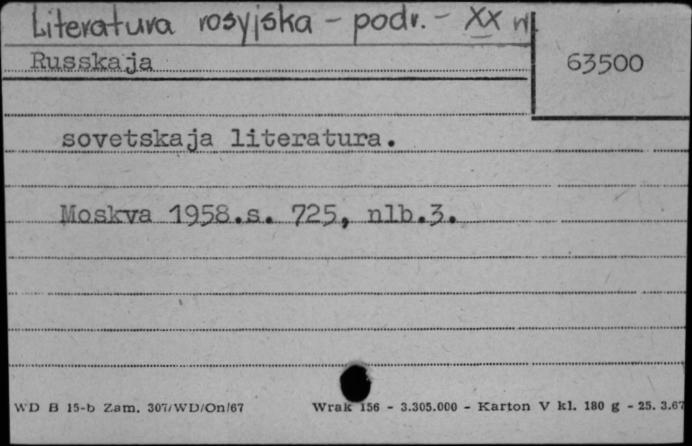 Literatura rosyjska - podr. - XX w.
Russkaja
63500
sovetskaja literatura.
Moskva 1958.s. 725, nlb.3.
WD B 15-b Zam. 307/WD/On/67 Wrak 156 - 3.305.000 - Karton V kl. 180 g - 25. 3.67